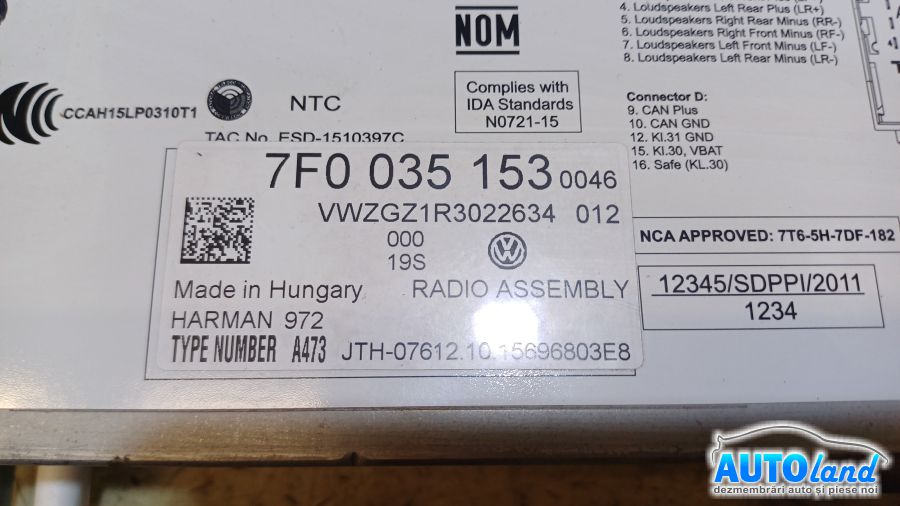 4. Loudspeakers Left Rear Plus (LR+)
5. Loudspeakers Right Rear Minus (RR-)
6. Loudspeakers Right Front Minus (RF-)
7. Loudspeakers Left Front Minus (LF-)
8. Loudspeakers Left Rear Minus (LR-)
NOM
CCAH15LP0310T1
NTC
TAC No. ESD-1510397C
Complies with
IDA Standards
N0721-15
Connector D:
9. CAN Plus
10. CAN GND
12. Kl.31 GND
15. Kl.30, VBAT
16. Safe (KL.30)
7F0 035 153 0046
VWZGZ1R3022634 012
000
19S
Made in Hungary RADIO ASSEMBLY
HARMAN 972
TYPE NUMBER A473 JTH-07612.10.15696803E8
NCA APPROVED: 7T6-5H-7DF-182
12345/SDPPI/2011
1234
AUTOland
dezmembrări auto și piese noi